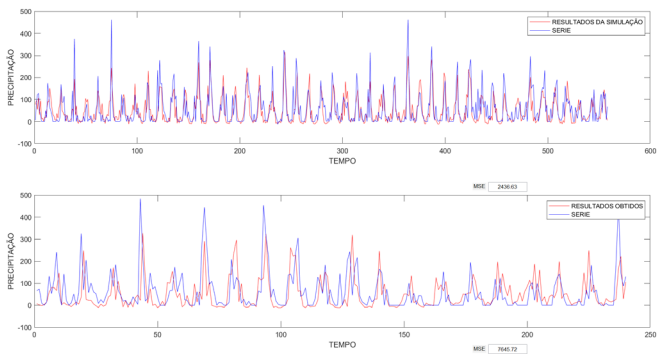 500
400
300
200
100
0
-100
PRECIPITAÇÃO
RESULTADOS DA SIMULAÇÃO
SERIE
0 100 200 300 400 500 600
TEMPO
MSE 2436.63
500
400
300
200
100
0
-100
PRECIPITAÇÃO
RESULTADOS OBTIDOS
SERIE
0 50 100 150 200 250
TEMPO
MSE 7645.72